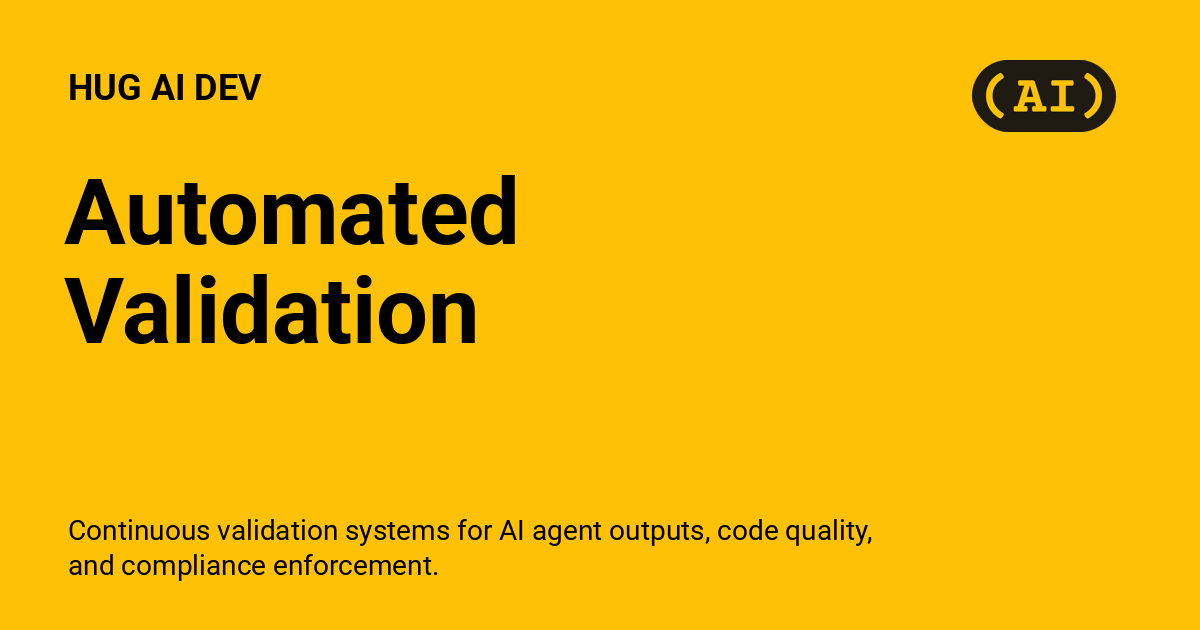 HUG AI DEV
(AI)
Automated
Validation
Continuous validation systems for AI agent outputs, code quality,
and compliance enforcement.